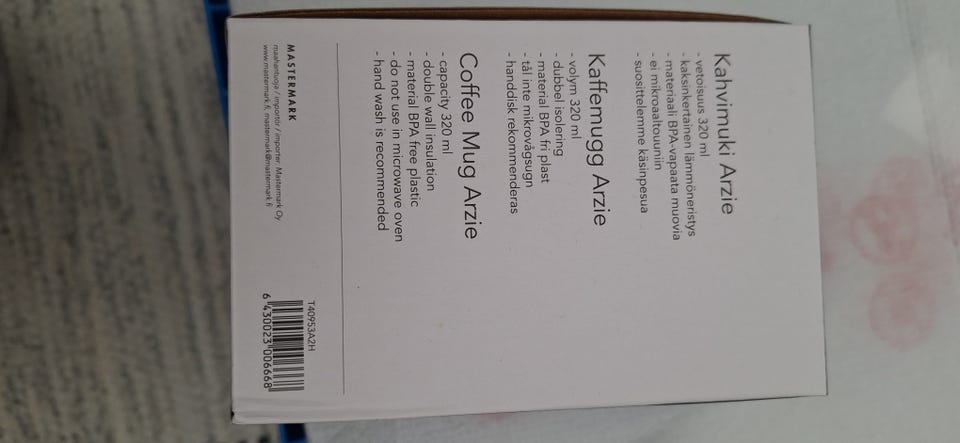 Kahvimuki Arzie
- vetoisuus 320 ml
- kaksinkertainen lämmöneristys
- materiaali BPA-vapaata muovia
- ei mikroaaltouuniin
- suosittelemme käsinpesua
Kaffemugg Arzie
- volym 320 ml
- dubbel isolering
- material BPA fri plast
- tål inte mikrovågsugn
- handdisk rekommenderas
Coffee Mug Arzie
- capacity 320 ml
- double wall insulation
- material BPA free plastic
- do not use in microwave oven
- hand wash is recommended
MASTERMARK
maahantuoja / importör / importer: Mastermark Oy
www.mastermark.fi, mastermark@mastermark.fi
T40953A2H
6 430023 006668